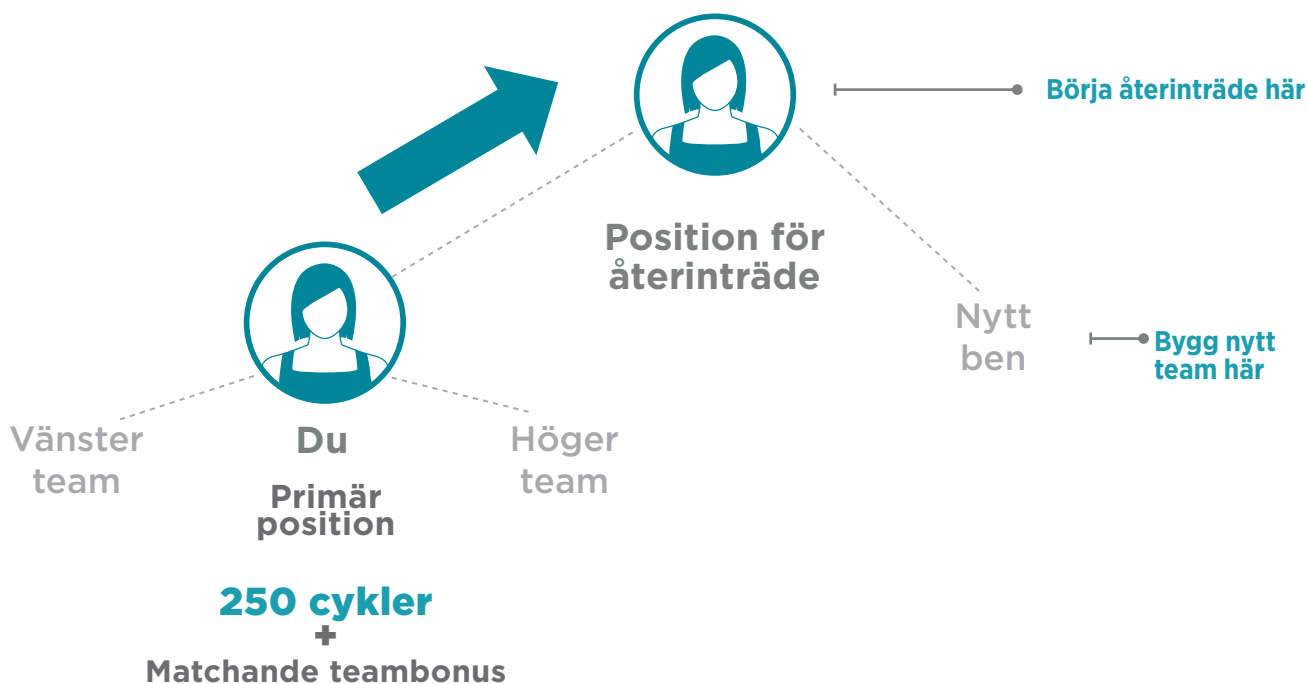 Börja återinträde här
Position för
återinträde
Nytt
ben
Bygg nytt
team här
Vänster
team
Du
Primär
position
Höger
team
250 cykler
+
Matchande teambonus